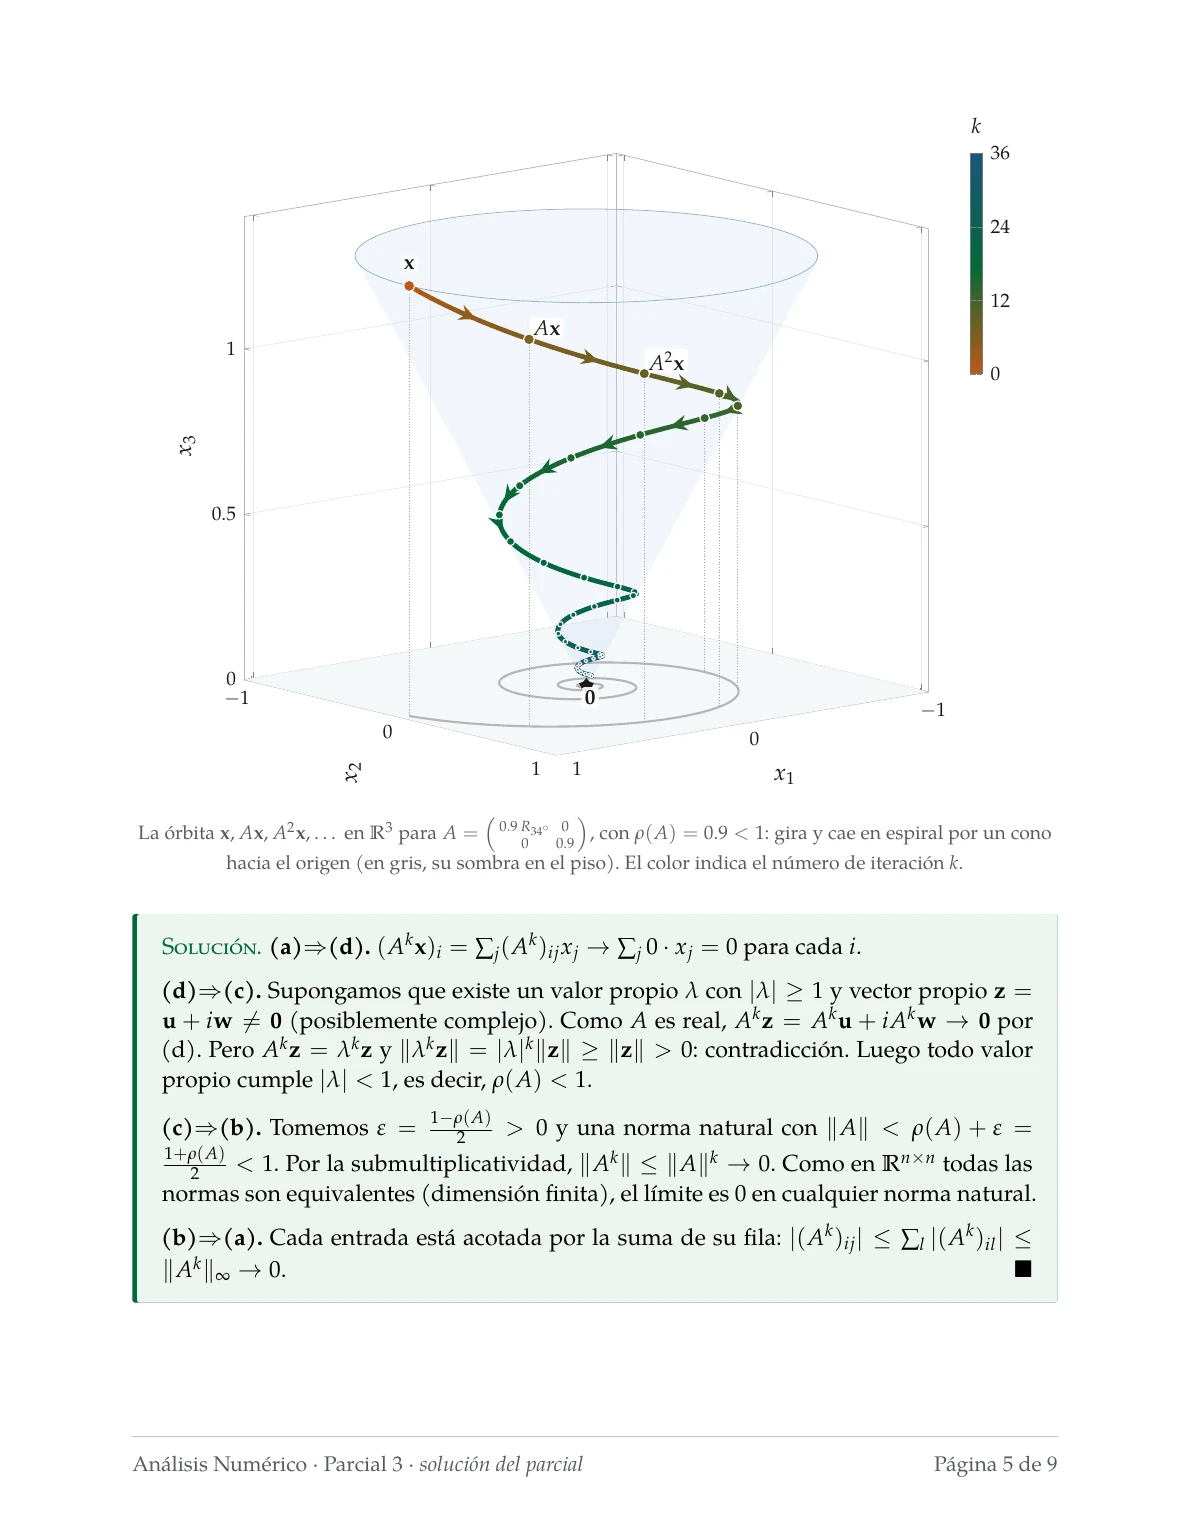 k
36
24
12
0
x
Ax
A²x
1
0.5
0
x₃
−1
0
1
x₂
1
0
−1
x₁
0
La órbita x, Ax, A²x, … en ℝ³ para A = (0.9 R₃₄° 0 0 0.9), con ρ(A) = 0.9 < 1: gira y cae en espiral por un cono
hacia el origen (en gris, su sombra en el piso). El color indica el número de iteración k.
Solución. (a)⇒(d). (Aᵏx)ᵢ = ∑ⱼ(Aᵏ)ᵢⱼxⱼ → ∑ⱼ 0 · xⱼ = 0 para cada i.
(d)⇒(c). Supongamos que existe un valor propio λ con |λ| ≥ 1 y vector propio z =
u + iw ≠ 0 (posiblemente complejo). Como A es real, Aᵏz = Aᵏu + iAᵏw → 0 por
(d). Pero Aᵏz = λᵏz y ‖λᵏz‖ = |λ|ᵏ‖z‖ ≥ ‖z‖ > 0: contradicción. Luego todo valor
propio cumple |λ| < 1, es decir, ρ(A) < 1.
(c)⇒(b). Tomemos ε = (1−ρ(A))/2 > 0 y una norma natural con ‖A‖ < ρ(A) + ε =
(1+ρ(A))/2 < 1. Por la submultiplicatividad, ‖Aᵏ‖ ≤ ‖A‖ᵏ → 0. Como en ℝⁿˣⁿ todas las
normas son equivalentes (dimensión finita), el límite es 0 en cualquier norma natural.
(b)⇒(a). Cada entrada está acotada por la suma de su fila: |(Aᵏ)ᵢⱼ| ≤ ∑ₗ |(Aᵏ)ᵢₗ| ≤
‖Aᵏ‖∞ → 0. ■
Análisis Numérico · Parcial 3 · solución del parcial
Página 5 de 9